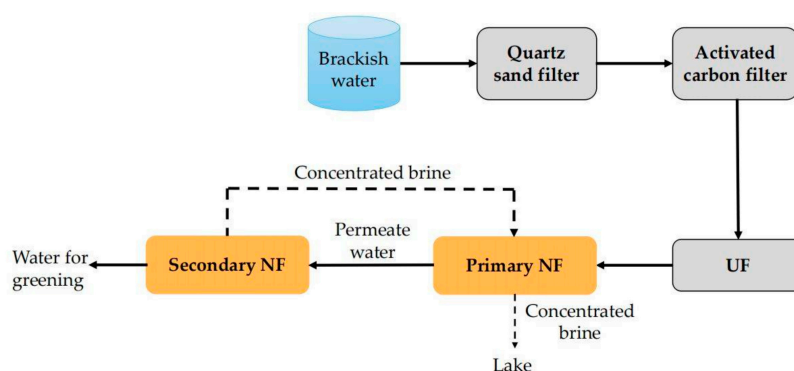 Brackish
water
Quartz
sand filter
Activated
carbon filter
Concentrated brine
Water for
greening
Secondary NF
Permeate
water
Primary NF
UF
Concentrated
brine
Lake